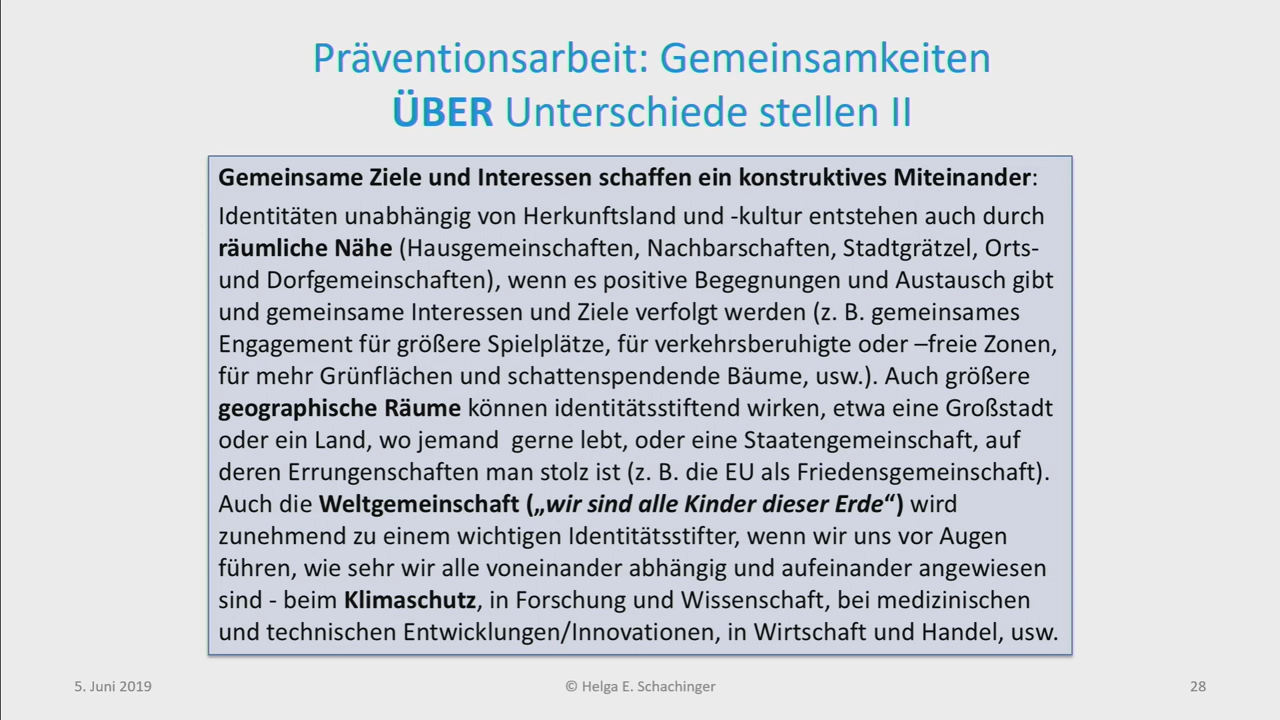 Präventionsarbeit: Gemeinsamkeiten
ÜBER Unterschiede stellen II
Gemeinsame Ziele und Interessen schaffen ein konstruktives Miteinander:
Identitäten unabhängig von Herkunftsland und -kultur entstehen auch durch
räumliche Nähe (Hausgemeinschaften, Nachbarschaften, Stadtgrätzel, Orts-
und Dorfgemeinschaften), wenn es positive Begegnungen und Austausch gibt
und gemeinsame Interessen und Ziele verfolgt werden (z. B. gemeinsames
Engagement für größere Spielplätze, für verkehrsberuhigte oder –freie Zonen,
für mehr Grünflächen und schattenspendende Bäume, usw.). Auch größere
geographische Räume können identitätsstiftend wirken, etwa eine Großstadt
oder ein Land, wo jemand  gerne lebt, oder eine Staatengemeinschaft, auf
deren Errungenschaften man stolz ist (z. B. die EU als Friedensgemeinschaft).
Auch die Weltgemeinschaft („wir sind alle Kinder dieser Erde“) wird
zunehmend zu einem wichtigen Identitätsstifter, wenn wir uns vor Augen
führen, wie sehr wir alle voneinander abhängig und aufeinander angewiesen
sind - beim Klimaschutz, in Forschung und Wissenschaft, bei medizinischen
und technischen Entwicklungen/Innovationen, in Wirtschaft und Handel, usw.
5. Juni 2019
© Helga E. Schachinger
28